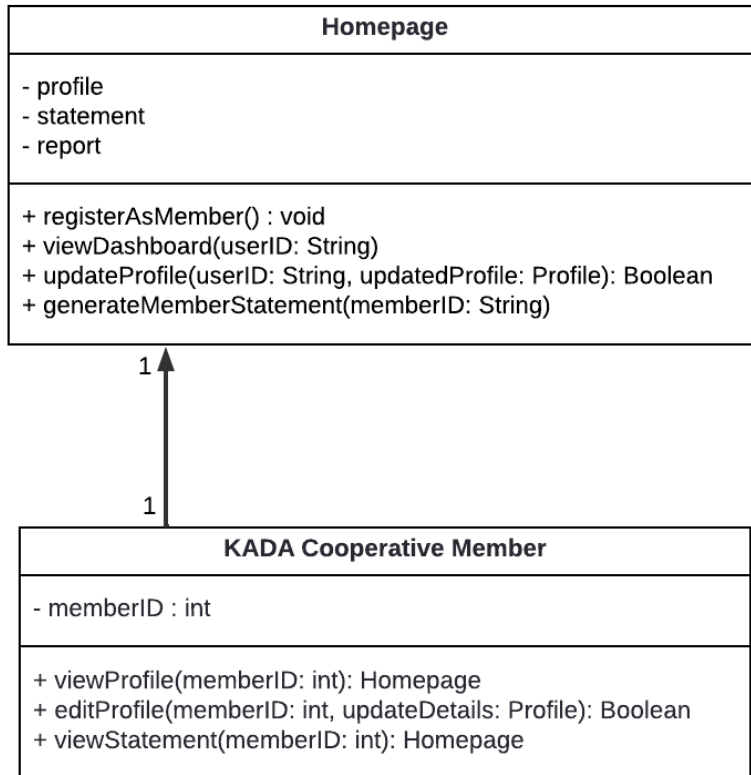 Homepage
- profile
- statement
- report
+ registerAsMember() : void
+ viewDashboard(userID: String)
+ updateProfile(userID: String, updatedProfile: Profile): Boolean
+ generateMemberStatement(memberID: String)
1
1
KADA Cooperative Member
- memberID : int
+ viewProfile(memberID: int): Homepage
+ editProfile(memberID: int, updateDetails: Profile): Boolean
+ viewStatement(memberID: int): Homepage